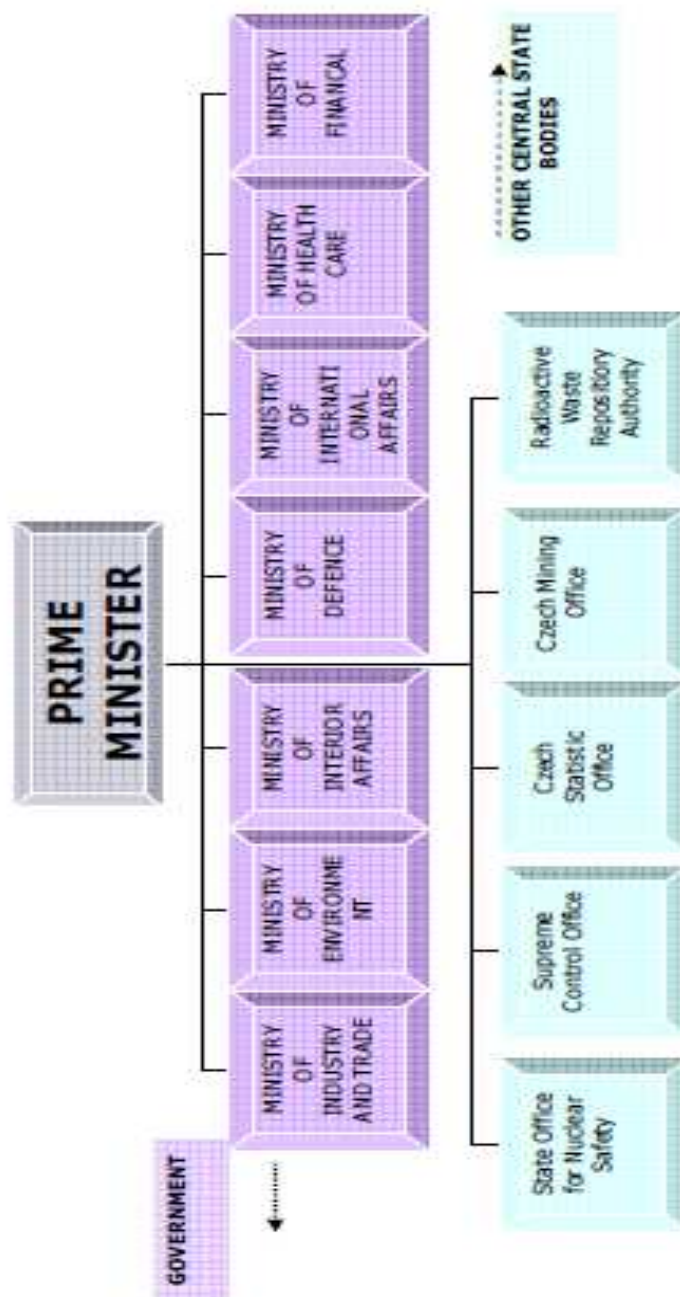 PRIME
MINISTER
GOVERNMENT
MINISTRY
OF
INDUSTRY
AND TRADE
MINISTRY
OF
ENVIRONME
NT
MINISTRY
OF
INTERIOR
AFFAIRS
MINISTRY
OF
DEFENCE
MINISTRY
OF
INTERNATI
ONAL
AFFAIRS
MINISTRY
OF HEALTH
CARE
MINISTRY
OF
FINANCAL
State Office
for Nuclear
Safety
Supreme
Control Office
Czech
Statistic
Office
Czech Mining
Office
Radioactive
Waste
Repository
Authority
OTHER CENTRAL STATE
BODIES